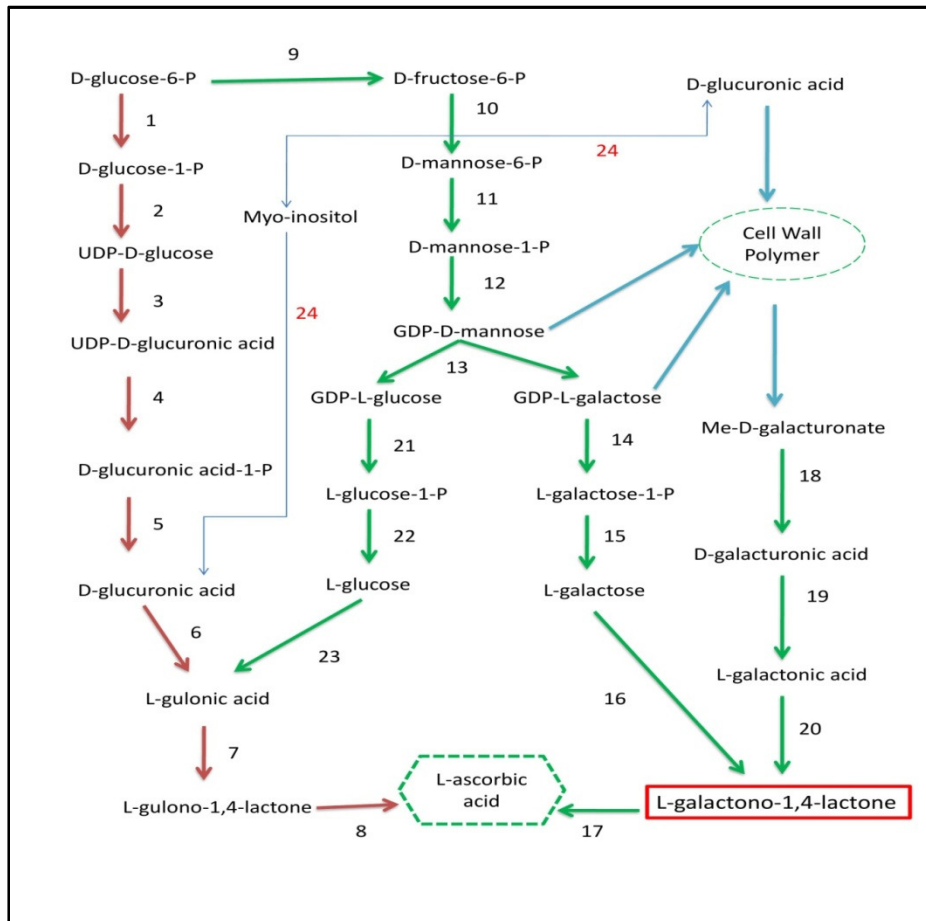 9
D-glucose-6-P
D-fructose-6-P
D-glucuronic acid
1
10
24
D-glucose-1-P
D-mannose-6-P
2
11
Myo-inositol
UDP-D-glucose
D-mannose-1-P
Cell Wall
Polymer
3
12
24
UDP-D-glucuronic acid
GDP-D-mannose
13
4
GDP-L-glucose
GDP-L-galactose
Me-D-galacturonate
21
14
18
D-glucuronic acid-1-P
L-glucose-1-P
L-galactose-1-P
5
22
15
D-galacturonic acid
D-glucuronic acid
L-glucose
L-galactose
19
6
23
L-gulonic acid
L-galactonic acid
16
20
7
L-gulono-1,4-lactone
L-ascorbic
acid
L-galactono-1,4-lactone
8
17